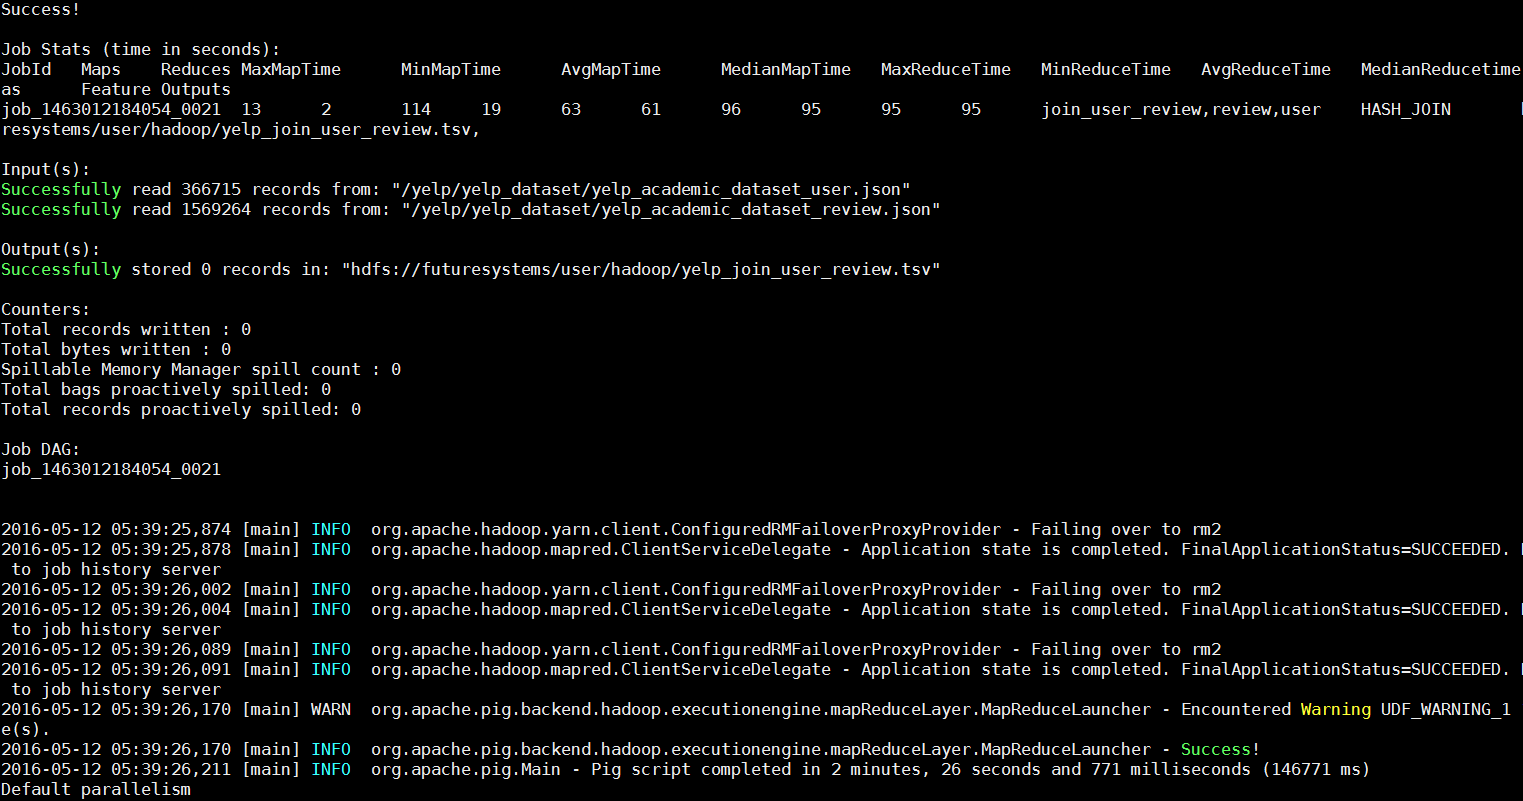 Success!
Job Stats (time in seconds):
JobId Maps Reduces MaxMapTime MinMapTime AvgMapTime MedianMapTime MaxReduceTime MinReduceTime AvgReduceTime MedianReducetime
as Feature Outputs
job_1463012184054_0021 13 2 114 19 63 61 96 95 95 95 join_user_review,review,user HASH_JOIN
resystems/user/hadoop/yelp_join_user_review.tsv,
Input(s):
Successfully read 366715 records from: "/yelp/yelp_dataset/yelp_academic_dataset_user.json"
Successfully read 1569264 records from: "/yelp/yelp_dataset/yelp_academic_dataset_review.json"
Output(s):
Successfully stored 0 records in: "hdfs://futuresystems/user/hadoop/yelp_join_user_review.tsv"
Counters:
Total records written : 0
Total bytes written : 0
Spillable Memory Manager spill count : 0
Total bags proactively spilled: 0
Total records proactively spilled: 0
Job DAG:
job_1463012184054_0021
2016-05-12 05:39:25,874 [main] INFO org.apache.hadoop.yarn.client.ConfiguredRMFailoverProxyProvider - Failing over to rm2
2016-05-12 05:39:25,878 [main] INFO org.apache.hadoop.mapred.ClientServiceDelegate - Application state is completed. FinalApplicationStatus=SUCCEEDED.
to job history server
2016-05-12 05:39:26,002 [main] INFO org.apache.hadoop.yarn.client.ConfiguredRMFailoverProxyProvider - Failing over to rm2
2016-05-12 05:39:26,004 [main] INFO org.apache.hadoop.mapred.ClientServiceDelegate - Application state is completed. FinalApplicationStatus=SUCCEEDED.
to job history server
2016-05-12 05:39:26,089 [main] INFO org.apache.hadoop.yarn.client.ConfiguredRMFailoverProxyProvider - Failing over to rm2
2016-05-12 05:39:26,091 [main] INFO org.apache.hadoop.mapred.ClientServiceDelegate - Application state is completed. FinalApplicationStatus=SUCCEEDED.
to job history server
2016-05-12 05:39:26,170 [main] WARN org.apache.pig.backend.hadoop.executionengine.mapReduceLayer.MapReduceLauncher - Encountered Warning UDF_WARNING_1
e(s).
2016-05-12 05:39:26,170 [main] INFO org.apache.pig.backend.hadoop.executionengine.mapReduceLayer.MapReduceLauncher - Success!
2016-05-12 05:39:26,211 [main] INFO org.apache.pig.Main - Pig script completed in 2 minutes, 26 seconds and 771 milliseconds (146771 ms)
Default parallelism